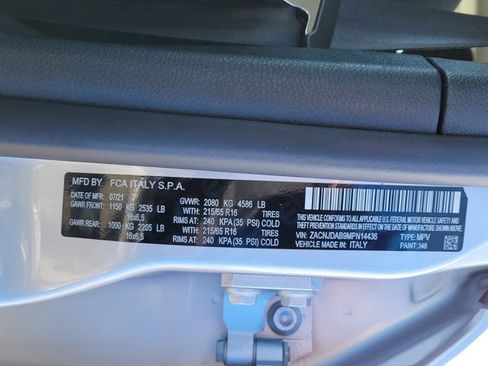 MFD BY FCA ITALY S.P.A.
DATE OF MFR 07/21 GVWR: 2080 KG 4586 LB
GAWR FRONT: 1150 KG 2535 LB WITH: 215/65 R16 TIRES
16x6,5 RIMS AT: 240 KPA (35 PSI) COLD
GAWR REAR: 1000 KG 2205 LB WITH: 215/65 R16 TIRES
16x6,5 RIMS AT: 240 KPA (35 PSI) COLD
THIS VEHICLE CONFORMS TO ALL APPLICABLE FEDERAL MOTOR VEHICLE SAFETY,
BUMPER, AND THEFT PREVENTION STANDARDS IN EFFECT ON THE DATE OF MANUFACTURE SHOWN ABOVE.
VIN: ZACNJDAB9MPN14436 TYPE: MPV
VEHICLE MADE IN: ITALY PAINT: 348